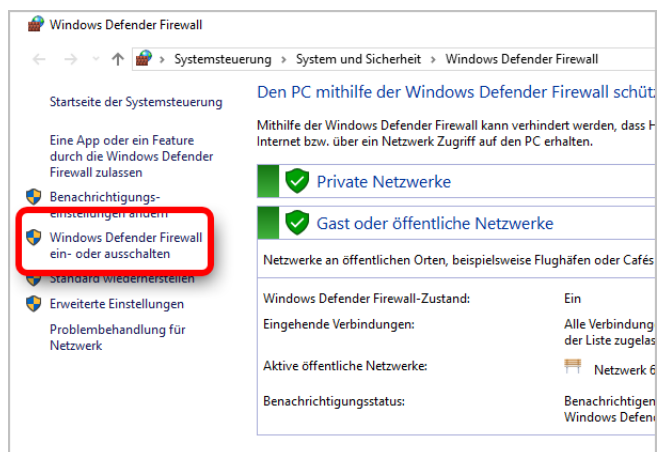 Windows Defender Firewall
Systemsteuerung > System und Sicherheit > Windows Defender Firewall
Startseite der Systemsteuerung
Eine App oder ein Feature
durch die Windows Defender
Firewall zulassen
Benachrichtigungs-
einstellungen ändern
Windows Defender Firewall
ein- oder ausschalten
Standard wiederherstellen
Erweiterte Einstellungen
Problembehandlung für
Netzwerk
Den PC mithilfe der Windows Defender Firewall schütz
Mithilfe der Windows Defender Firewall kann verhindert werden, dass H
Internet bzw. über ein Netzwerk Zugriff auf den PC erhalten.
Private Netzwerke
Gast oder öffentliche Netzwerke
Netzwerke an öffentlichen Orten, beispielsweise Flughäfen oder Cafés
Windows Defender Firewall-Zustand: Ein
Eingehende Verbindungen: Alle Verbindung
der Liste zugelas
Aktive öffentliche Netzwerke: Netzwerk 6
Benachrichtigungsstatus: Benachrichtigen
Windows Defen